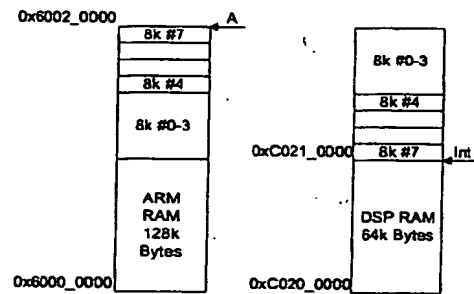 0x6002_0000
A
8k #7
8k #4
8k #0-3
ARM
RAM
128k
Bytes
0x6000_0000
8k #0-3
8k #4
0xC021_0000
8k #7
Int
DSP RAM
64k Bytes
0xC020_0000